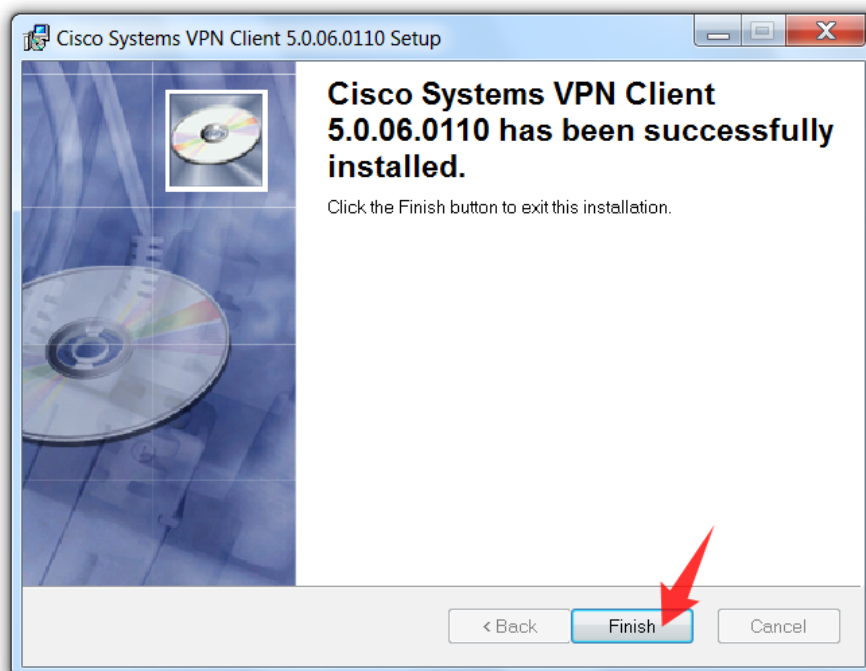 Cisco Systems VPN Client 5.0.06.0110 Setup
Cisco Systems VPN Client
5.0.06.0110 has been successfully
installed.
Click the Finish button to exit this installation.
< Back
Finish
Cancel